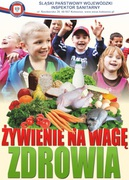 ŚLĄSKI PAŃSTWOWY WOJEWÓDZKI
INSPEKTOR SANITARNY
ŻYWIENIE NA WAGĘ
ZDROWIA